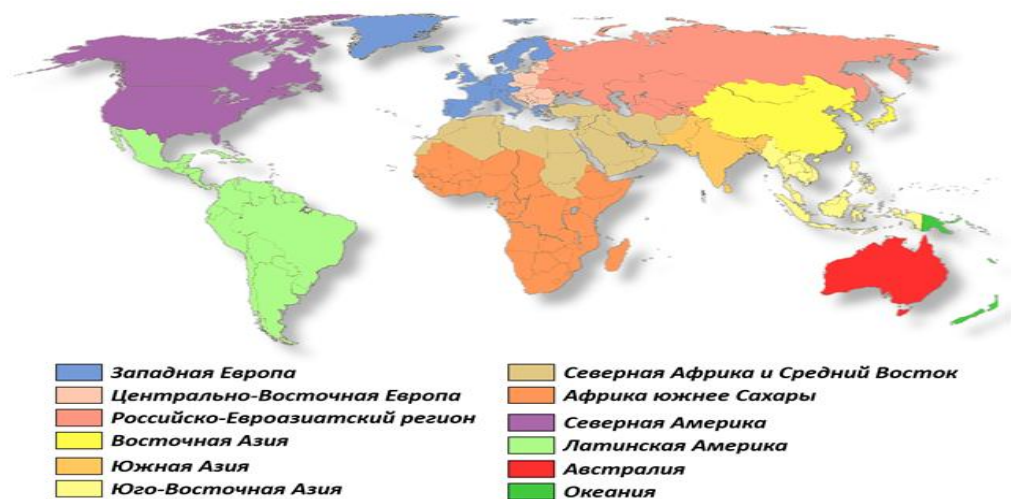 Западная Европа
Центрально-Восточная Европа
Российско-Евроазиатский регион
Восточная Азия
Южная Азия
Юго-Восточная Азия
Северная Африка и Средний Восток
Африка южнее Сахары
Северная Америка
Латинская Америка
Австралия
Океания